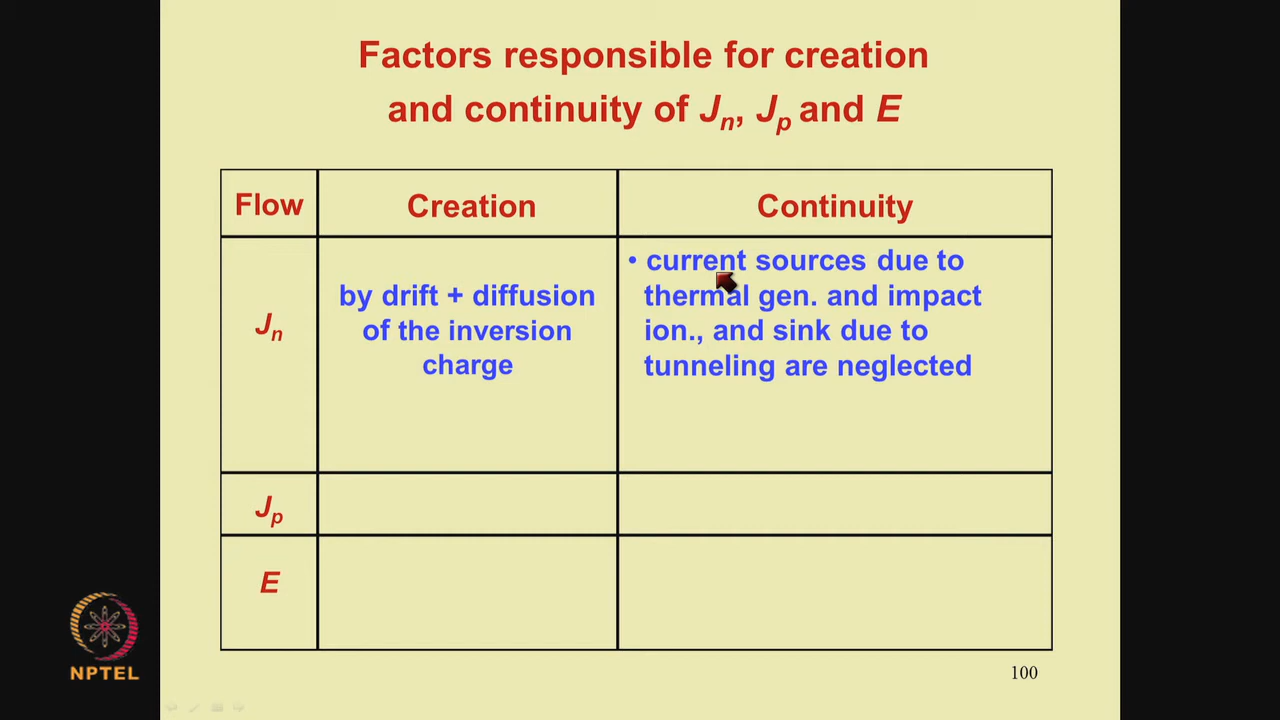 Factors responsible for creation
and continuity of Jn, Jp and E
Flow
Creation
Continuity
Jn
by drift + diffusion
of the inversion
charge
• current sources due to
thermal gen. and impact
ion., and sink due to
tunneling are neglected
Jp
E
NPTEL
100